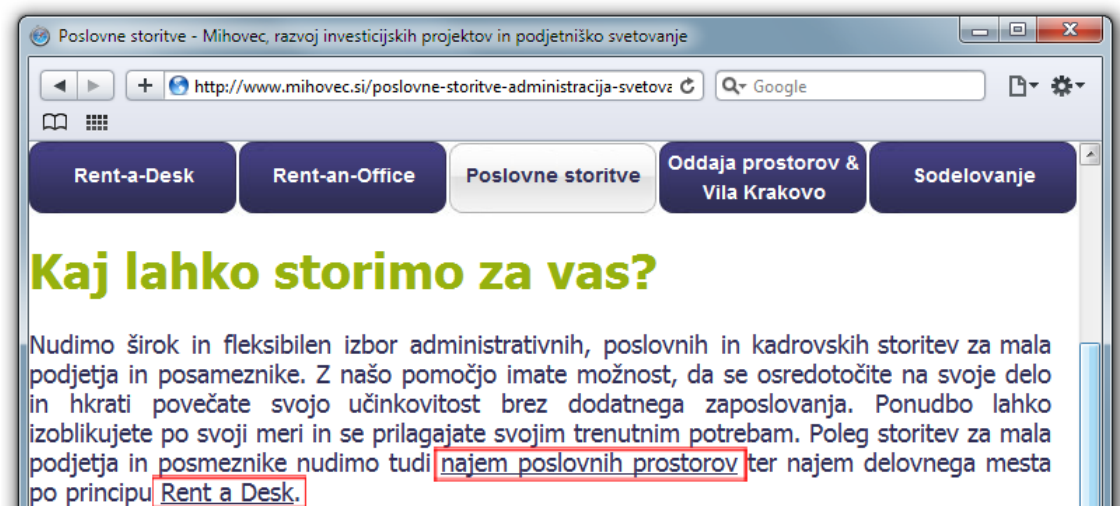 Poslovne storitve - Mihovec, razvoj investicijskih projektov in podjetniško svetovanje
http://www.mihovec.si/poslovne-storitve-administracija-svetova
Google
Rent-a-Desk
Rent-an-Office
Poslovne storitve
Oddaja prostorov &
Vila Krakovo
Sodelovanje
Kaj lahko storimo za vas?
Nudimo širok in fleksibilen izbor administrativnih, poslovnih in kadrovskih storitev za mala
podjetja in posameznike. Z našo pomočjo imate možnost, da se osredotočite na svoje delo
in hkrati povečate svojo učinkovitost brez dodatnega zaposlovanja. Ponudbo lahko
izoblikujete po svoji meri in se prilagajate svojim trenutnim potrebam. Poleg storitev za mala
podjetja in posmeznike nudimo tudi najem poslovnih prostorov ter najem delovnega mesta
po principu Rent a Desk.